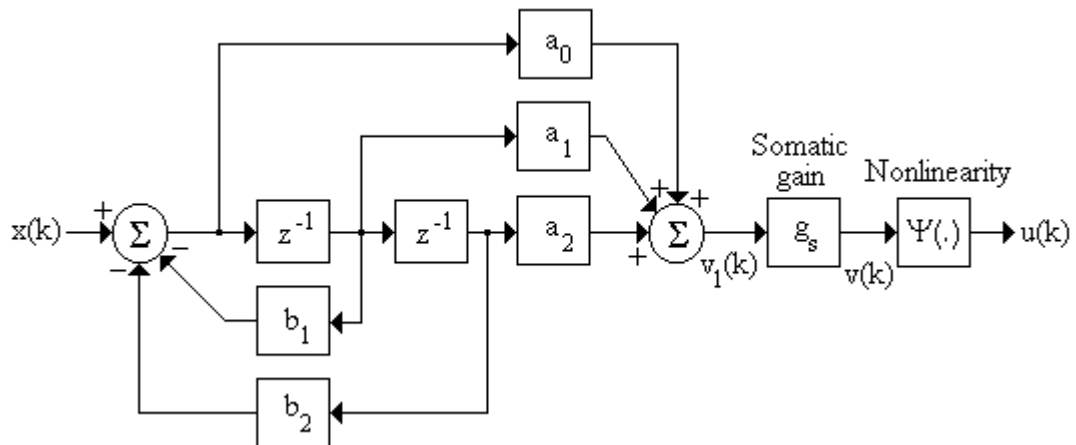 a0
a1
Somatic
gain
Nonlinearity
+
+
+
x(k)
Σ
z-1
z-1
a2
Σ
gs
Ψ(.)
u(k)
−
−
+
v1(k)
v(k)
b1
b2